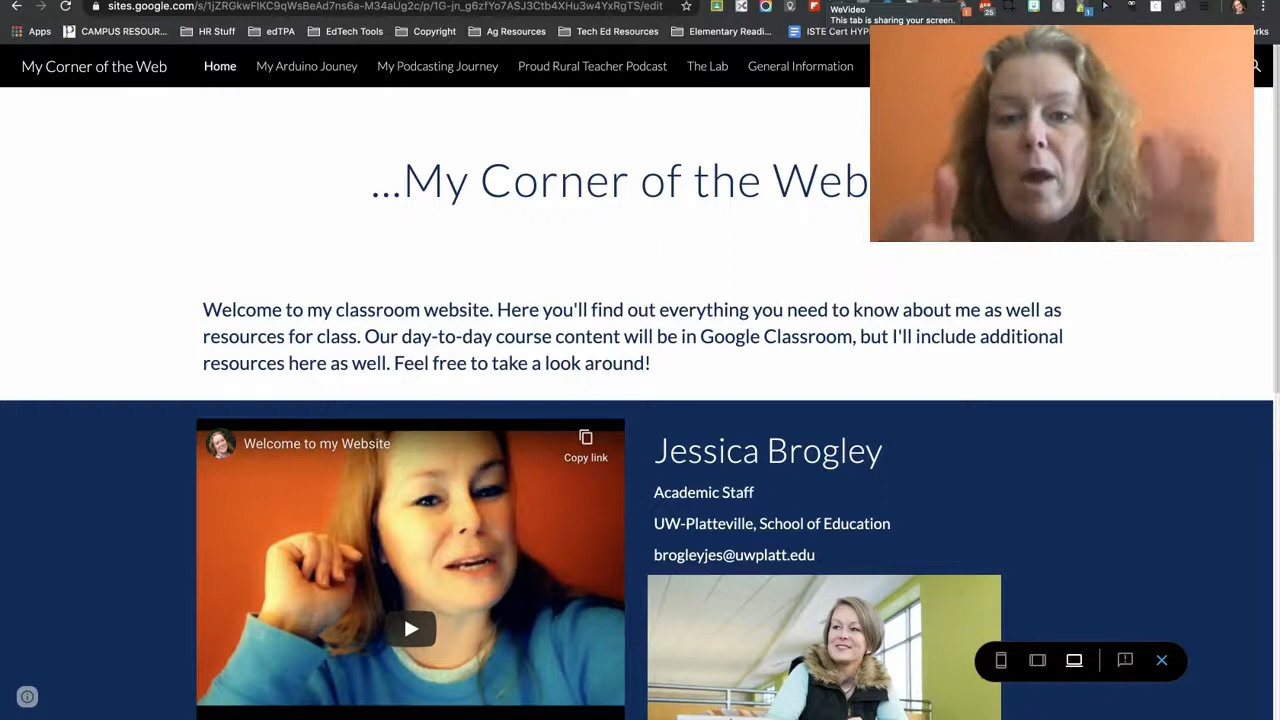 sites.google.com/s/1jZRGkwFIKC9qWsBeAd7ns6a-M34aUg2c/p/1G-jn_g6zfYo7ASJ3Ctb4XHu3w4YxRgTS/edit
WeVideo
This tab is sharing your screen.
25
1
Apps
CAMPUS RESOUR...
HR Stuff
edTPA
EdTech Tools
Copyright
Ag Resources
Tech Ed Resources
Elementary Readi...
ISTE Cert HYP
My Corner of the Web
Home
My Arduino Jouney
My Podcasting Journey
Proud Rural Teacher Podcast
The Lab
General Information
...My Corner of the Web
Welcome to my classroom website. Here you'll find out everything you need to know about me as well as
resources for class. Our day-to-day course content will be in Google Classroom, but I'll include additional
resources here as well. Feel free to take a look around!
Welcome to my Website
Copy link
Jessica Brogley
Academic Staff
UW-Platteville, School of Education
brogleyjes@uwplatt.edu